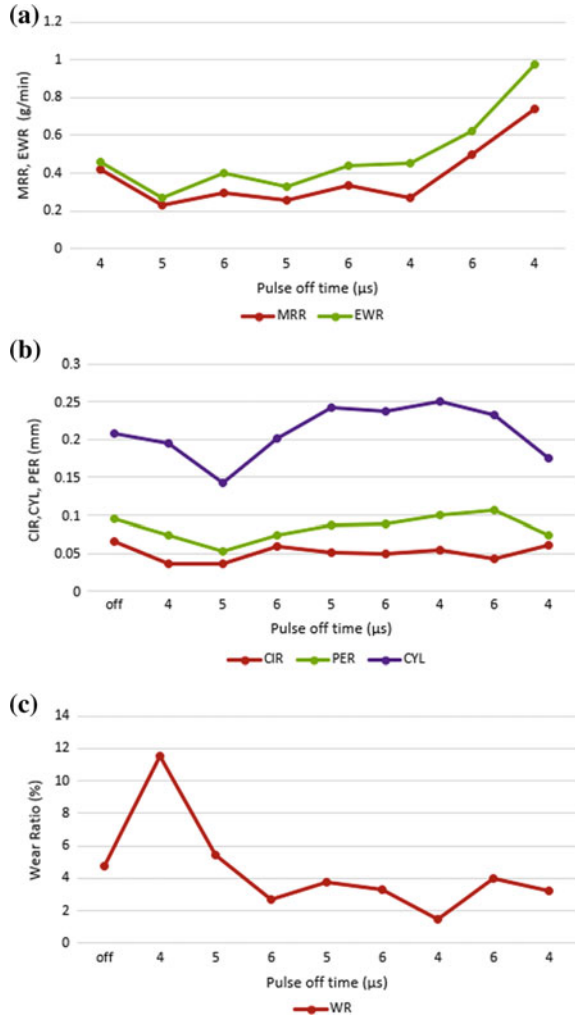 (a)
MRR, EWR (g/min)
1.2
1
0.8
0.6
0.4
0.2
0
4 5 6 5 6 4 6 4
Pulse off time (µs)
MRR EWR
(b)
CIR,CYL, PER (mm)
0.3
0.25
0.2
0.15
0.1
0.05
0
off 4 5 6 5 6 4 6 4
Pulse off time (µs)
CIR PER CYL
(c)
Wear Ratio (%)
14
12
10
8
6
4
2
0
off 4 5 6 5 6 4 6 4
Pulse off time (µs)
WR